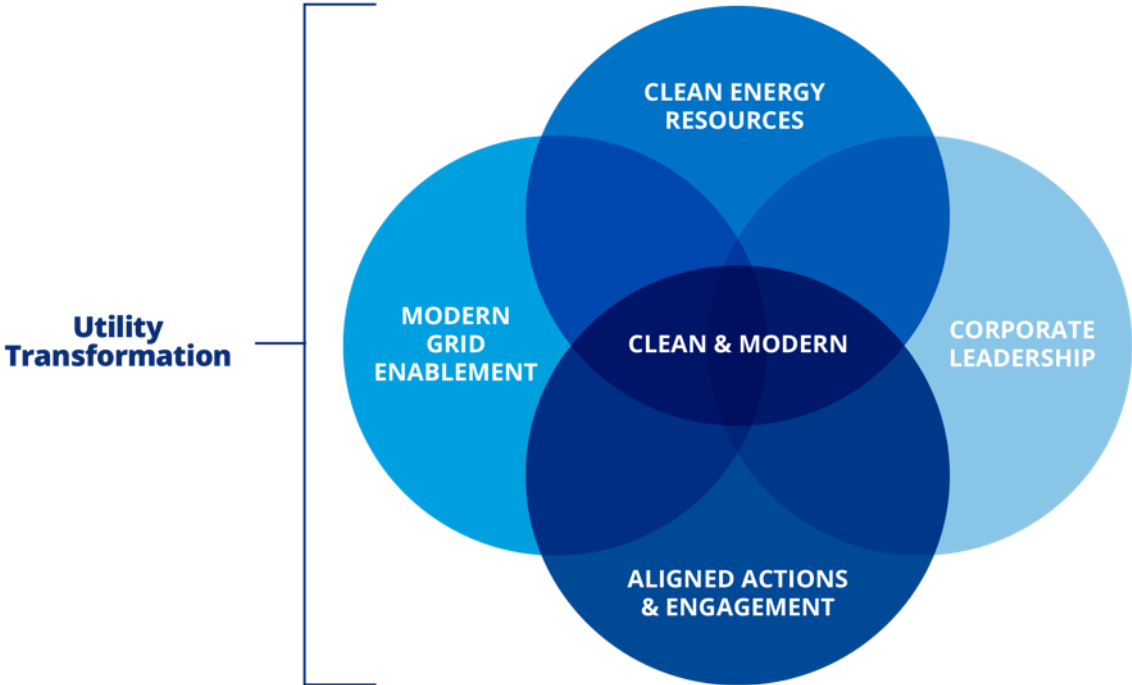 CLEAN ENERGY
RESOURCES
Utility
Transformation
MODERN
GRID
ENABLEMENT
CLEAN & MODERN
CORPORATE
LEADERSHIP
ALIGNED ACTIONS
& ENGAGEMENT